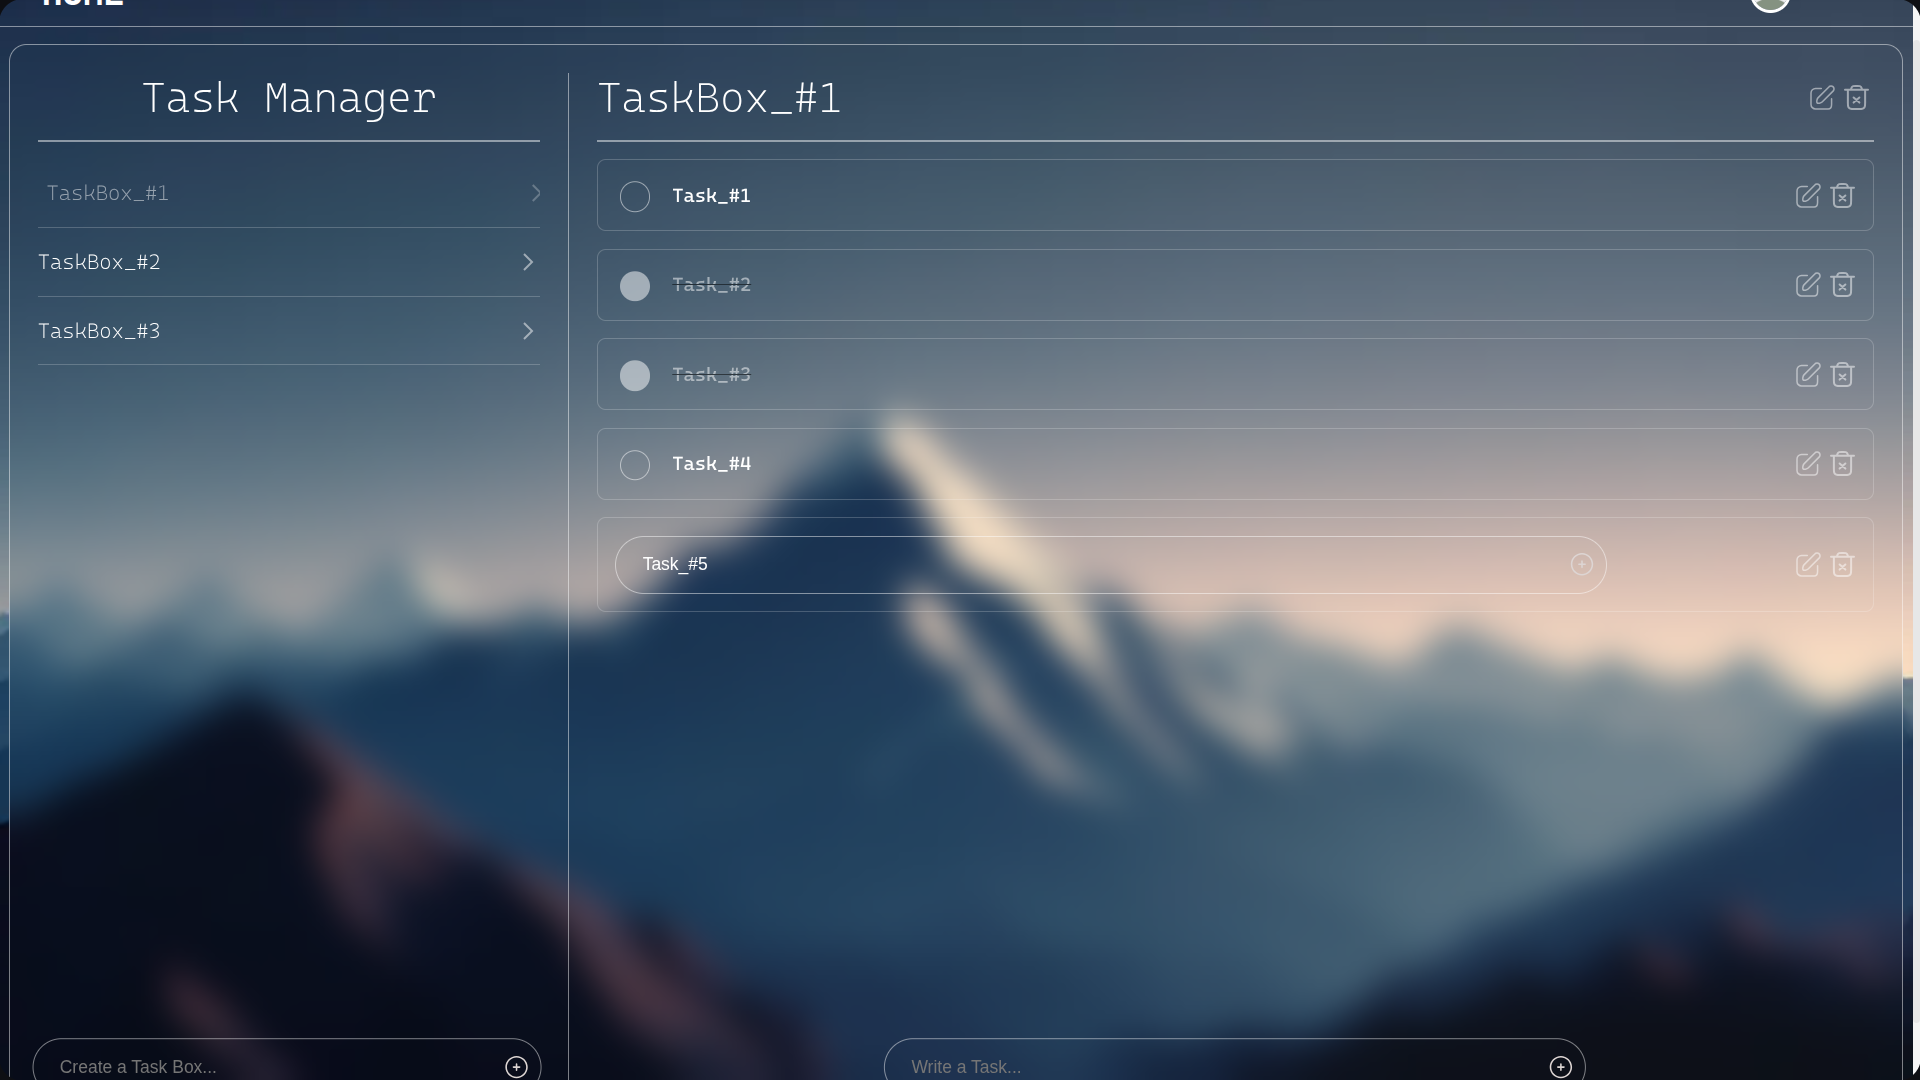 Task Manager
TaskBox_#1
TaskBox_#2
TaskBox_#3
Create a Task Box...
TaskBox_#1
Task_#1
Task_#2
Task_#3
Task_#4
Task_#5
Write a Task...